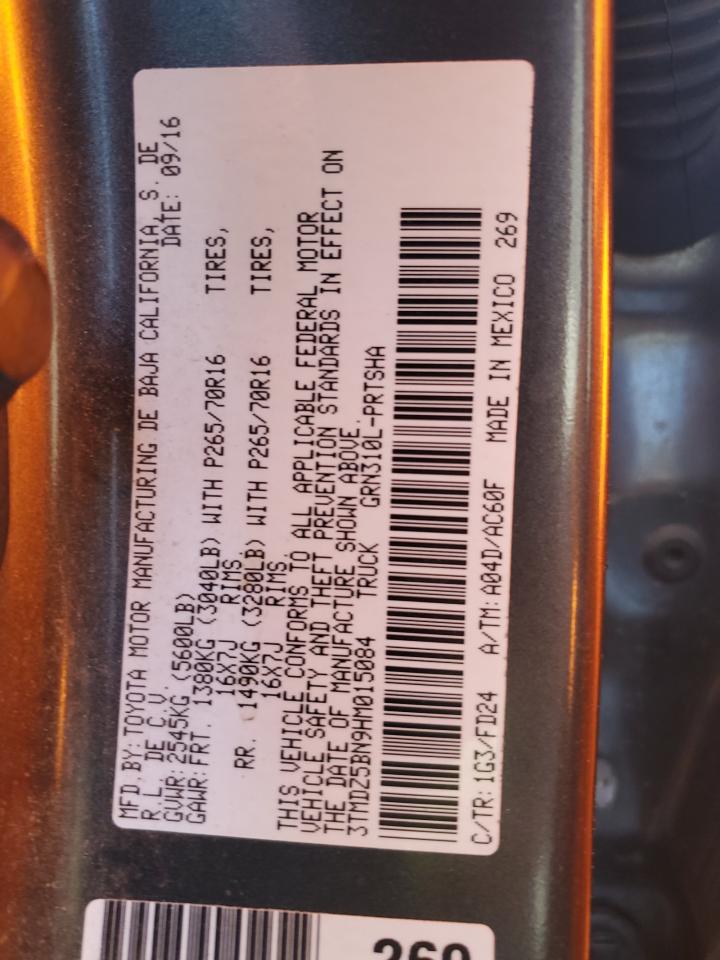 MFD. BY: TOYOTA MOTOR MANUFACTURING DE BAJA CALIFORNIA, S. DE
R. L. DE C. V. DATE: 09/16
GVWR: 2545KG (5600LB)
GAWR: FRT. 1380KG (3040LB) WITH P265/70R16 TIRES,
16X7J RIMS
RR. 1490KG (3280LB) WITH P265/70R16 TIRES,
16X7J RIMS
THIS VEHICLE CONFORMS TO ALL APPLICABLE FEDERAL MOTOR
VEHICLE SAFETY AND THEFT PREVENTION STANDARDS IN EFFECT ON
THE DATE OF MANUFACTURE SHOWN ABOVE.
3TMDZ5BN9HM015084 TRUCK GRN310L-PRTSHA
C/TR: 1G3/FD24 A/TM: A04D/AC60F MADE IN MEXICO 269